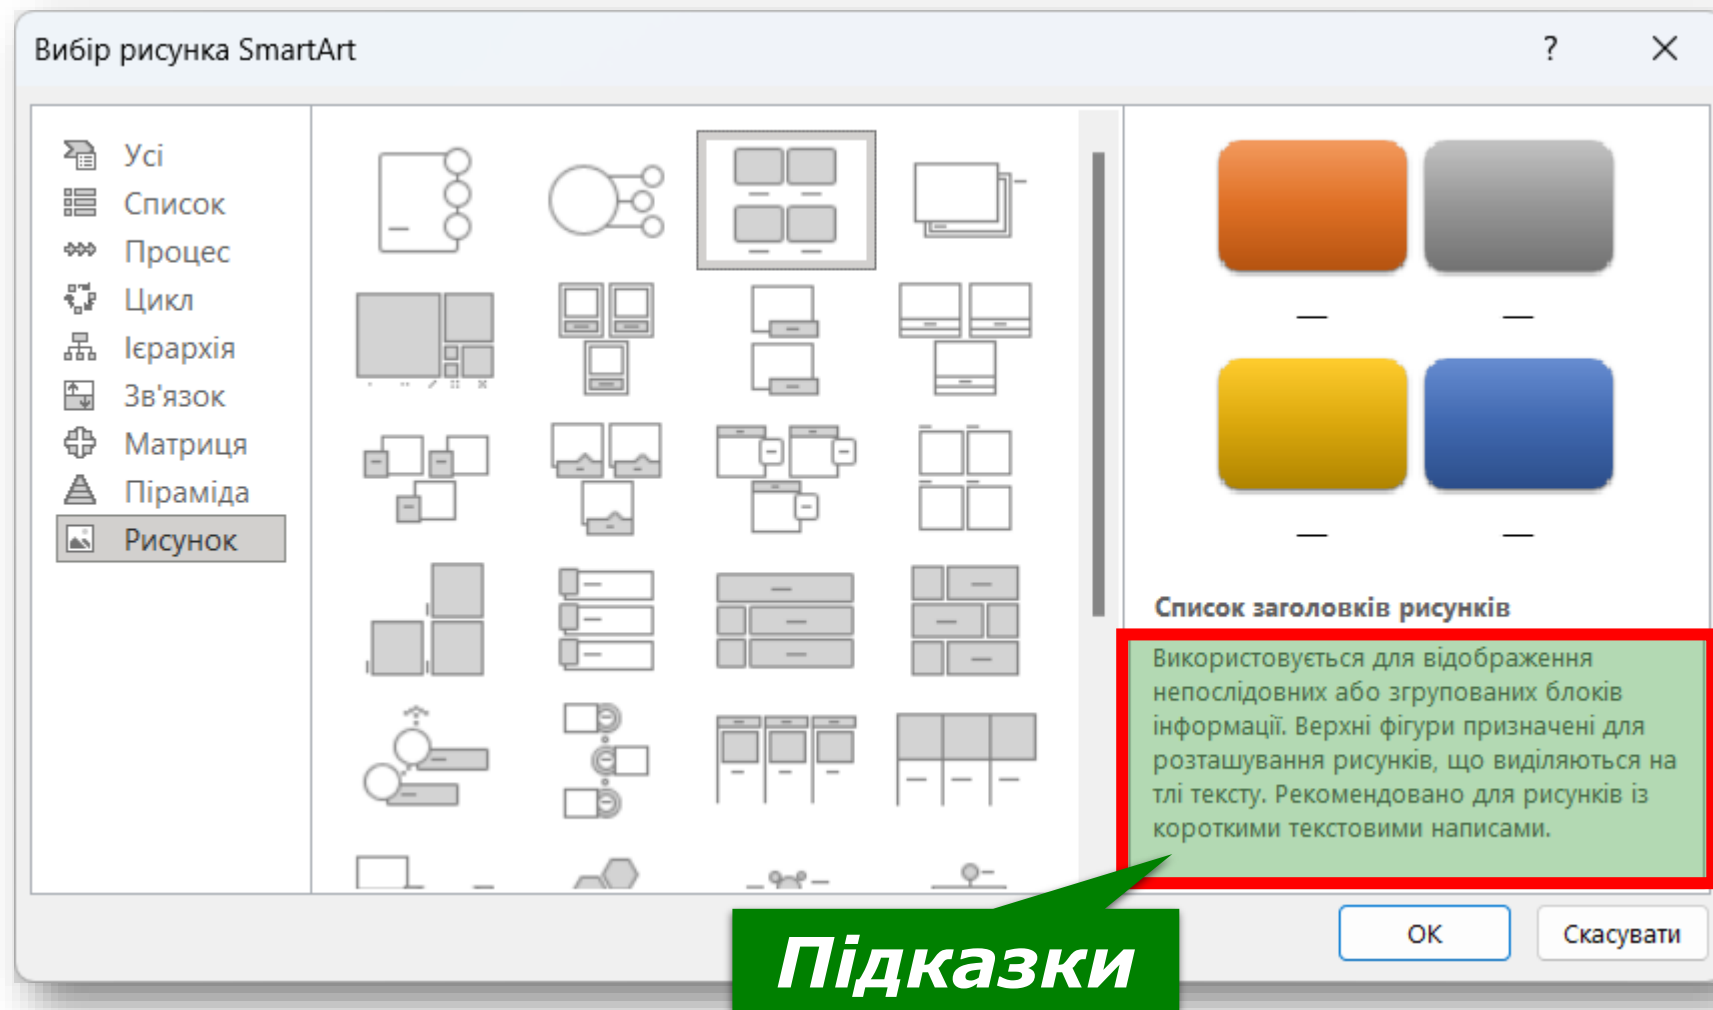 Вибір рисунка SmartArt
?
Усі
Список
Процес
Цикл
Ієрархія
Зв'язок
Матриця
Піраміда
Рисунок
Список заголовків рисунків
Використовується для відображення
непослідовних або згрупованих блоків
інформації. Верхні фігури призначені для
розташування рисунків, що виділяються на
тлі тексту. Рекомендовано для рисунків із
короткими текстовими написами.
Підказки
ОК
Скасувати